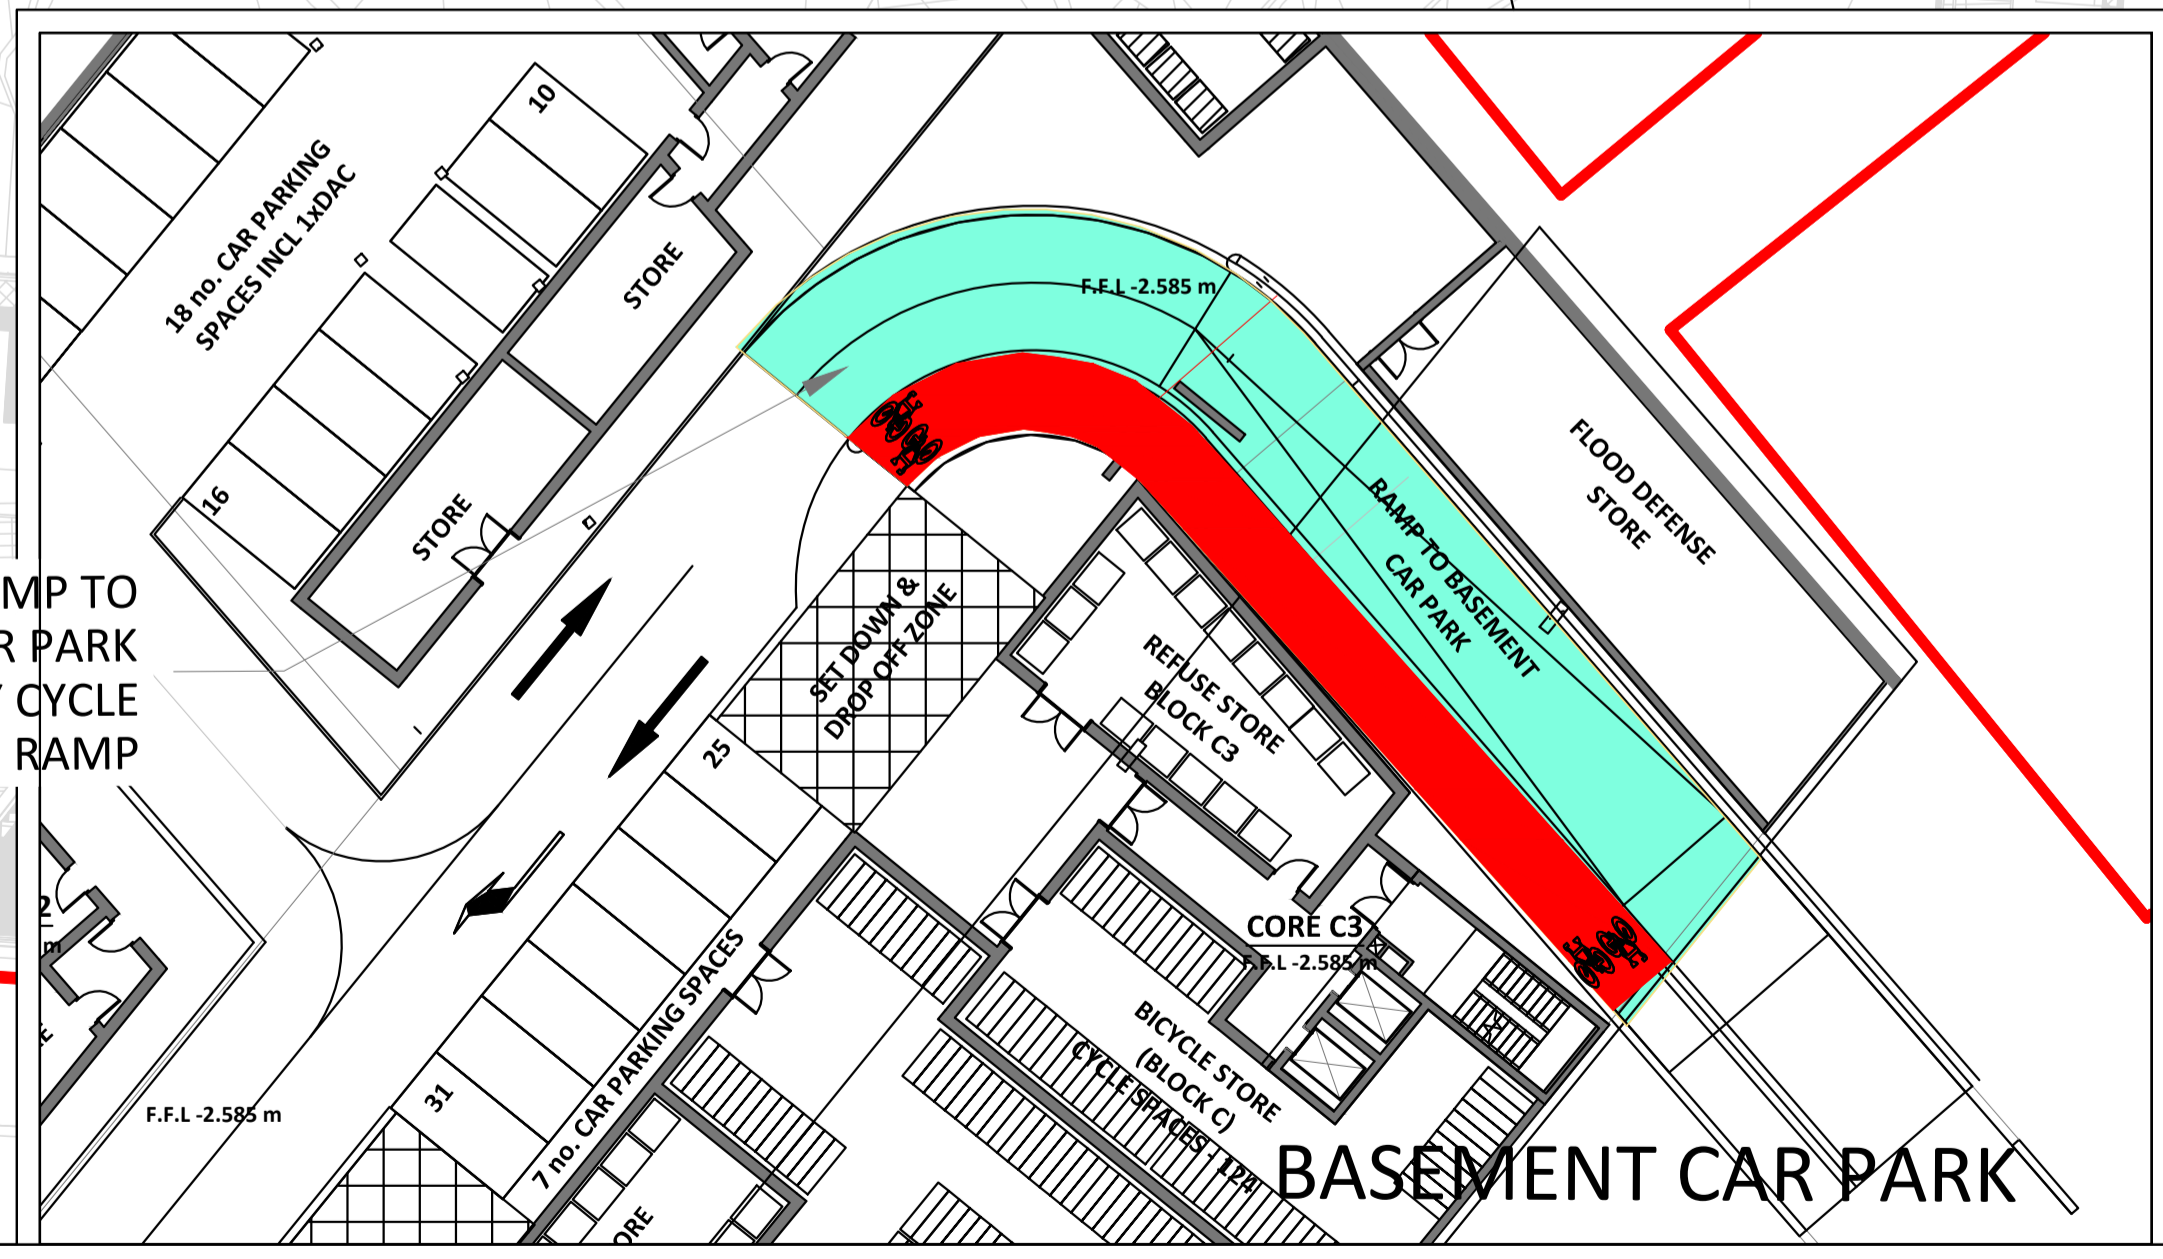 10
18 no. CAR PARKING
SPACES INCL 1xDAC
STORE
F.F.L -2.585 m
16
STORE
FLOOD DEFENSE
STORE
RAMP TO BASEMENT
CAR PARK
MP TO
R PARK
CYCLE
RAMP
SET DOWN &
DROP OFF ZONE
REFUSE STORE
BLOCK C3
25
2
m
CORE C3
F.F.L -2.585 m
7 no. CAR PARKING SPACES
BICYCLE STORE
(BLOCK C)
CYCLE SPACES - 124
31
F.F.L -2.585 m
BASEMENT CAR PARK
ORE